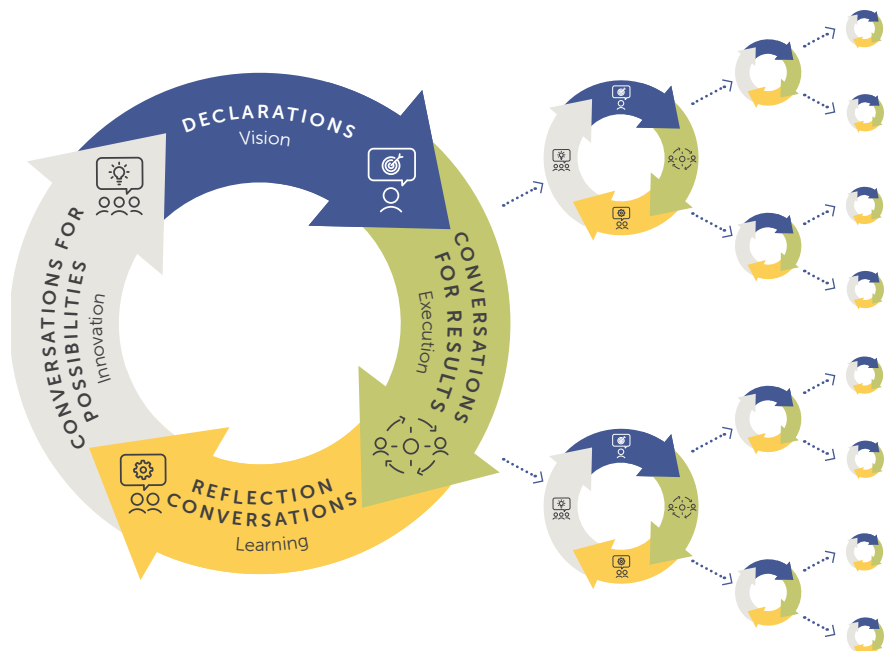 DECLARATIONS
Vision
CONVERSATIONS
FOR RESULTS
Execution
REFLECTION
CONVERSATIONS
Learning
CONVERSATIONS FOR
POSSIBILITIES
Innovation